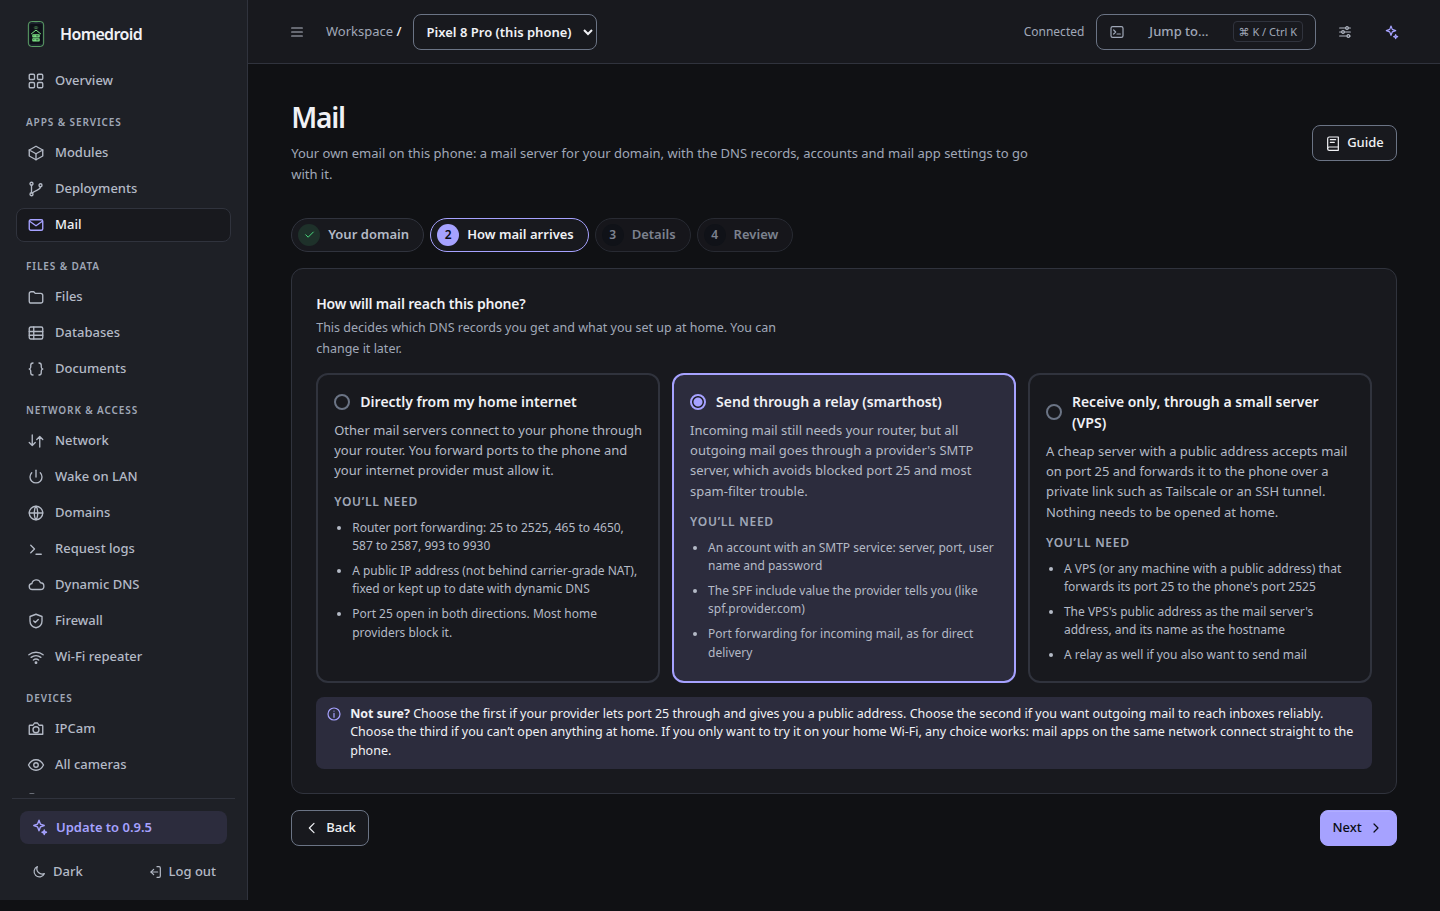 Homedroid
Overview
APPS & SERVICES
Modules
Deployments
Mail
FILES & DATA
Files
Databases
Documents
NETWORK & ACCESS
Network
Wake on LAN
Domains
Request logs
Dynamic DNS
Firewall
Wi-Fi repeater
DEVICES
IPCam
All cameras
Update to 0.9.5
Dark
Log out
Workspace /
Pixel 8 Pro (this phone)
Connected
Jump to...
⌘ K / Ctrl K
Mail
Your own email on this phone: a mail server for your domain, with the DNS records, accounts and mail app settings to go
with it.
Guide
Your domain
2 How mail arrives
3 Details
4 Review
How will mail reach this phone?
This decides which DNS records you get and what you set up at home. You can
change it later.
Directly from my home internet
Other mail servers connect to your phone through
your router. You forward ports to the phone and
your internet provider must allow it.
YOU'LL NEED
• Router port forwarding: 25 to 2525, 465 to 4650,
587 to 2587, 993 to 9930
• A public IP address (not behind carrier-grade NAT),
fixed or kept up to date with dynamic DNS
• Port 25 open in both directions. Most home
providers block it.
Send through a relay (smarthost)
Incoming mail still needs your router, but all
outgoing mail goes through a provider's SMTP
server, which avoids blocked port 25 and most
spam-filter trouble.
YOU'LL NEED
• An account with an SMTP service: server, port, user
name and password
• The SPF include value the provider tells you (like
spf.provider.com)
• Port forwarding for incoming mail, as for direct
delivery
Receive only, through a small server
(VPS)
A cheap server with a public address accepts mail
on port 25 and forwards it to the phone over a
private link such as Tailscale or an SSH tunnel.
Nothing needs to be opened at home.
YOU'LL NEED
• A VPS (or any machine with a public address) that
forwards its port 25 to the phone's port 2525
• The VPS's public address as the mail server's
address, and its name as the hostname
• A relay as well if you also want to send mail
Not sure? Choose the first if your provider lets port 25 through and gives you a public address. Choose the second if you want outgoing mail to reach inboxes reliably.
Choose the third if you can't open anything at home. If you only want to try it on your home Wi-Fi, any choice works: mail apps on the same network connect straight to the
phone.
Back
Next